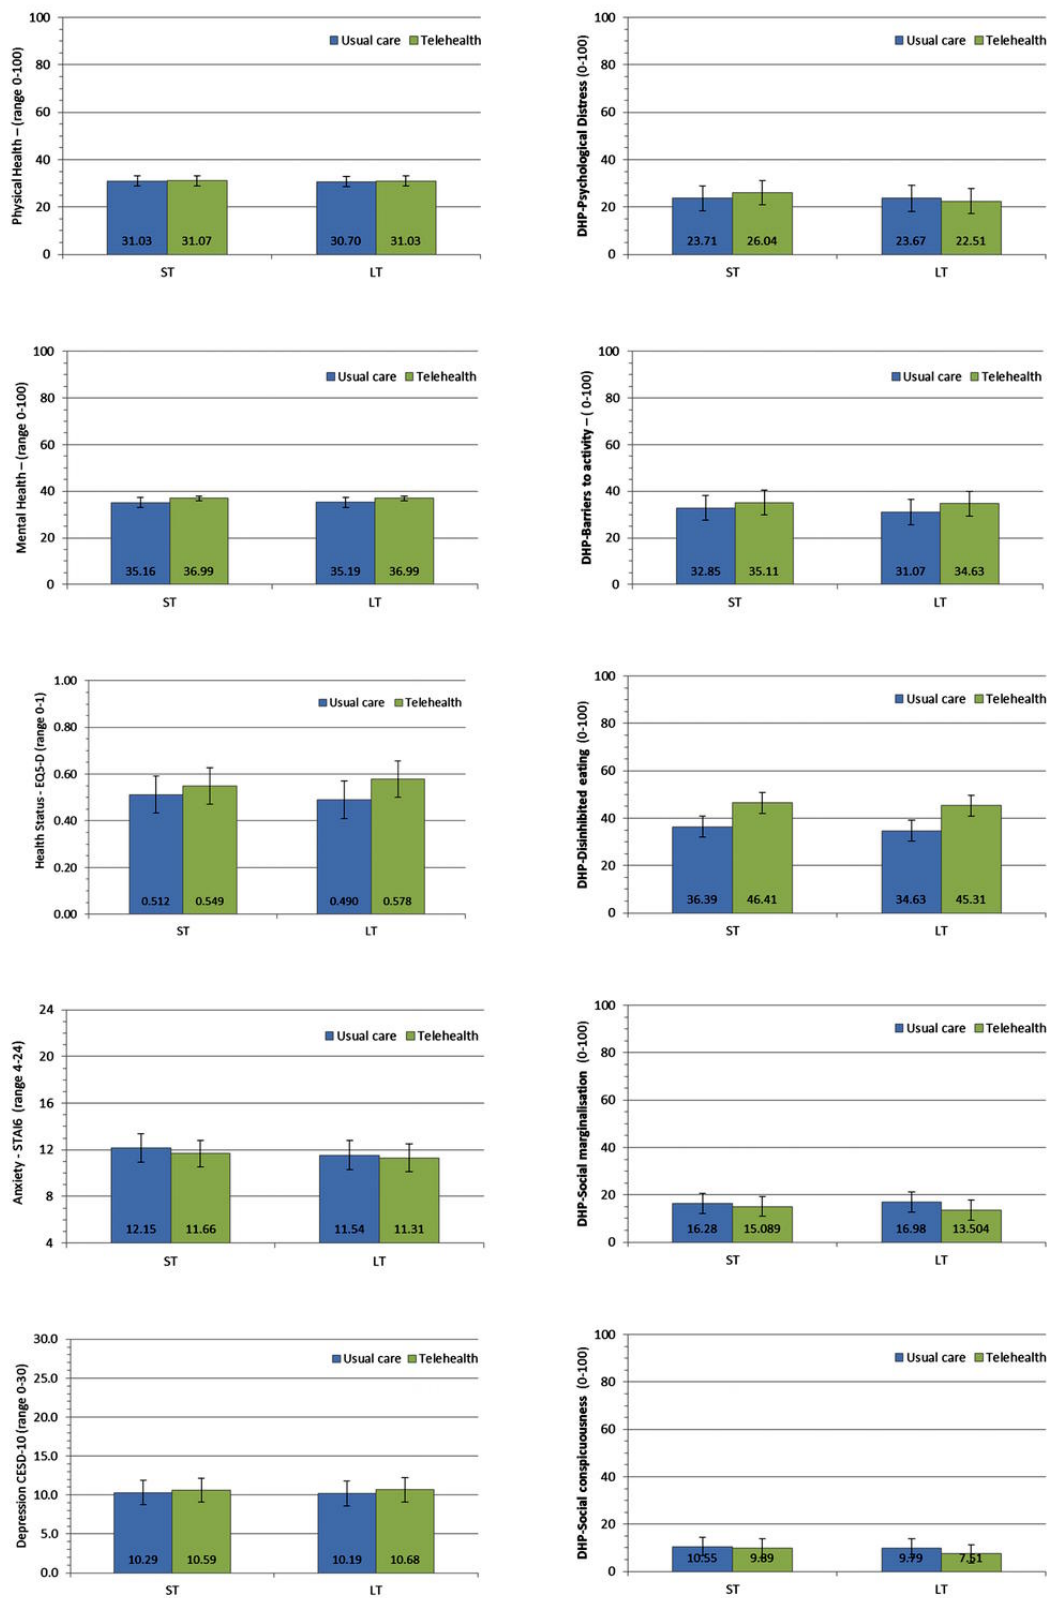 Physical Health – (range 0-100)
100
80
60
40
20
0
Usual care Telehealth
31.03 31.07 30.70 31.03
ST LT
DHP-Psychological Distress (0-100)
100
80
60
40
20
0
Usual care Telehealth
23.71 26.04 23.67 22.51
ST LT
Mental Health – (range 0-100)
100
80
60
40
20
0
Usual care Telehealth
35.16 36.99 35.19 36.99
ST LT
DHP-Barriers to activity – ( 0-100)
100
80
60
40
20
0
Usual care Telehealth
32.85 35.11 31.07 34.63
ST LT
Health Status - EQ5-D (range 0-1)
1.00
0.80
0.60
0.40
0.20
0.00
Usual care Telehealth
0.512 0.549 0.490 0.578
ST LT
DHP-Disinhibited eating (0-100)
100
80
60
40
20
0
Usual care Telehealth
36.39 46.41 34.63 45.31
ST LT
Anxiety - STAI6 (range 4-24)
24
20
16
12
8
4
Usual care Telehealth
12.15 11.66 11.54 11.31
ST LT
DHP-Social marginalisation (0-100)
100
80
60
40
20
0
Usual care Telehealth
16.28 15.089 16.98 13.504
ST LT
Depression CESD-10 (range 0-30)
30.0
25.0
20.0
15.0
10.0
5.0
0.0
Usual care Telehealth
10.29 10.59 10.19 10.68
ST LT
DHP-Social conspicuousness (0-100)
100
80
60
40
20
0
Usual care Telehealth
10.55 9.89 9.79 7.51
ST LT